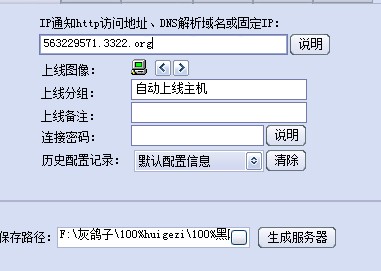 IP通知http访问地址、DNS解析域名或固定IP:
563229571.3322.org 说明
上线图像:
上线分组: 自动上线主机
上线备注:
连接密码: 说明
历史配置记录: 默认配置信息 清除
保存路径: F:\灰鸽子\100%huigezi\100%黑 生成服务器